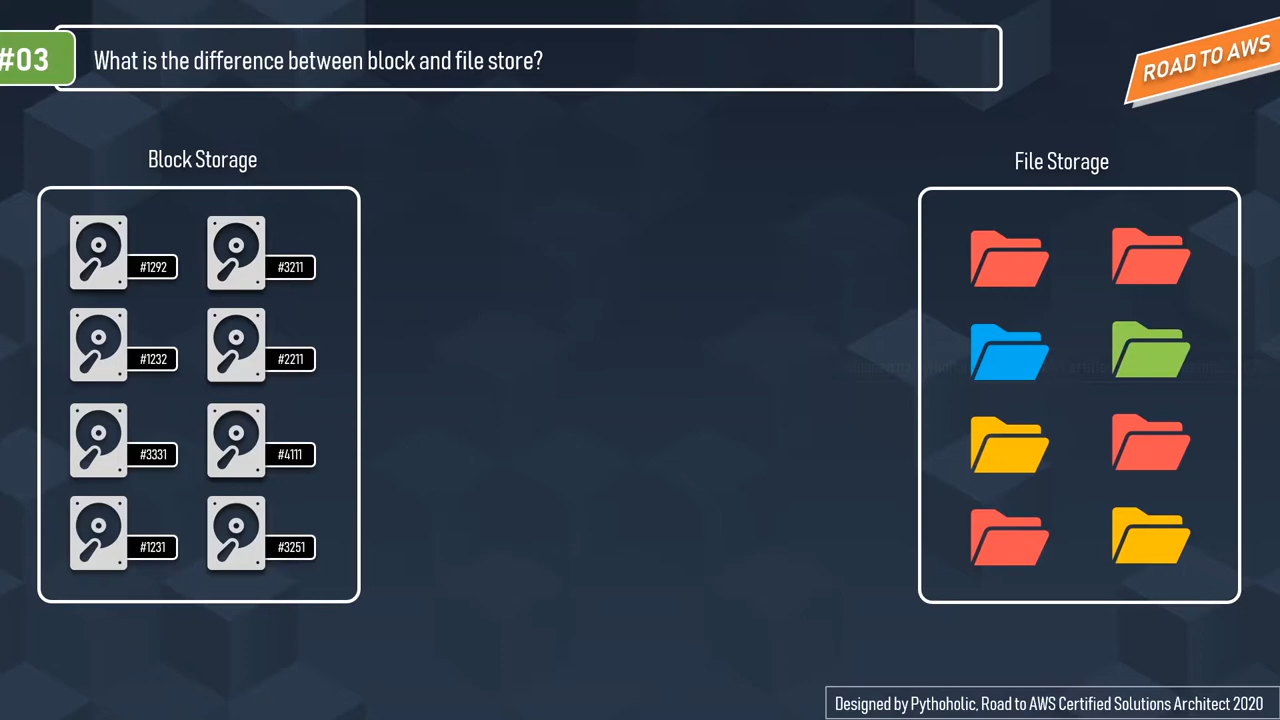 #03
What is the difference between block and file store?
ROAD TO AWS
Block Storage
File Storage
#1292
#3211
#1232
#2211
#3331
#4111
#1231
#3251
Designed by Pythoholic, Road to AWS Certified Solutions Architect 2020